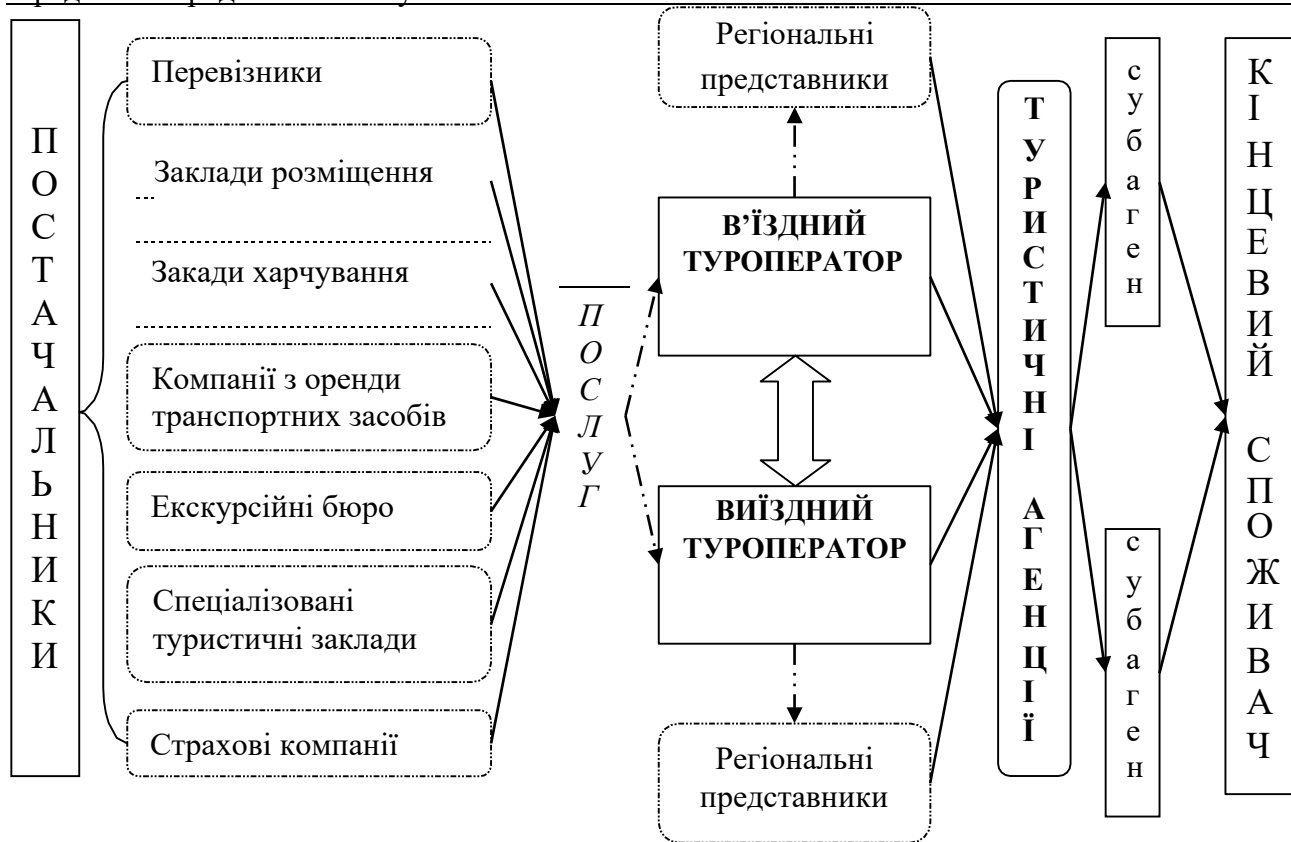 ПОСТАЧАЛЬНИКИ
Перевізники
Заклади розміщення
Закади харчування
Компанії з оренди
транспортних засобів
Екскурсійні бюро
Спеціалізовані
туристичні заклади
Страхові компанії
ПОСЛУГ
Регіональні
представники
В’ЇЗДНИЙ
ТУРОПЕРАТОР
ВИЇЗДНИЙ
ТУРОПЕРАТОР
Регіональні
представники
ТУРИСТИЧНІ АГЕНЦІЇ
субаген
субаген
КІНЦЕВИЙ СПОЖИВАЧ